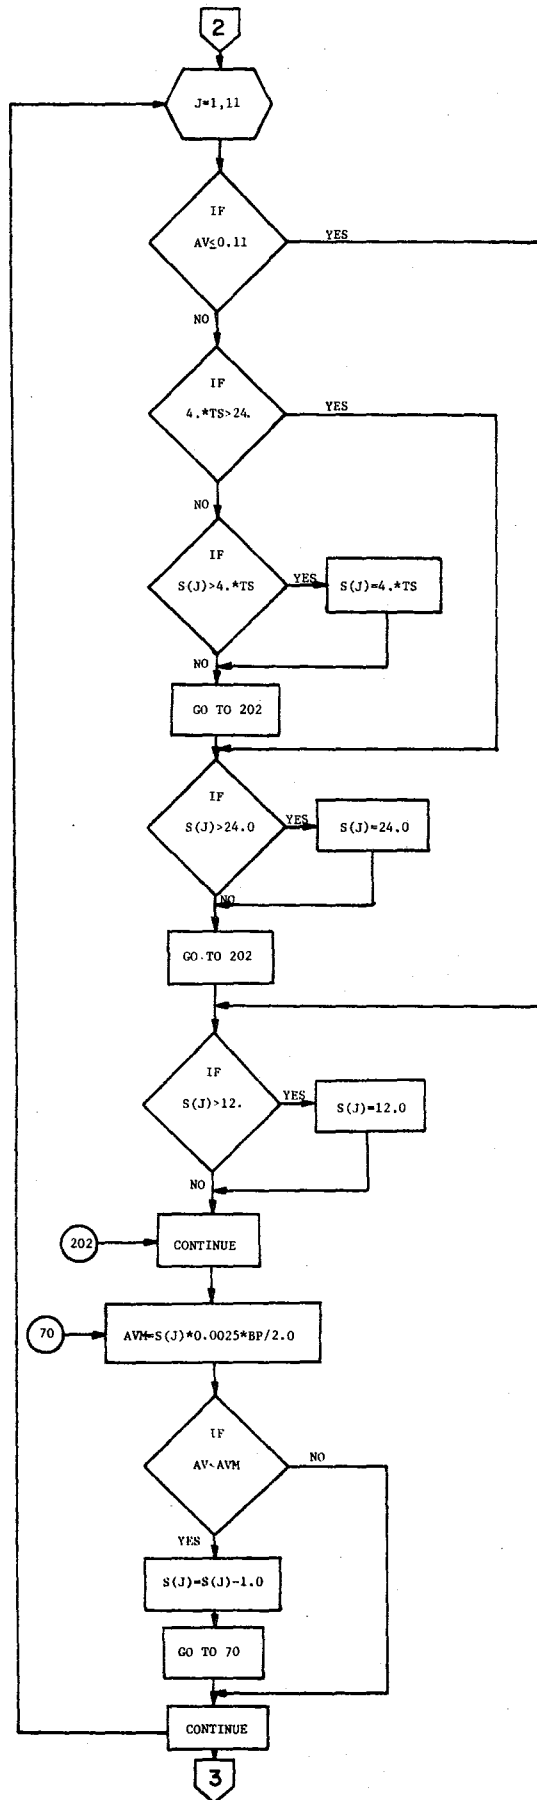 2
J=1,11
IF
AV≤0.11
YES
NO
IF
4.*TS>24.
YES
NO
IF
S(J)>4.*TS
YES
S(J)=4.*TS
NO
GO TO 202
IF
S(J)>24.0
YES
S(J)=24.0
NO
GO TO 202
IF
S(J)>12.
YES
S(J)=12.0
NO
202
CONTINUE
70
AVM=S(J)*0.0025*BP/2.0
IF
AV<AVM
NO
YES
S(J)=S(J)-1.0
GO TO 70
CONTINUE
3